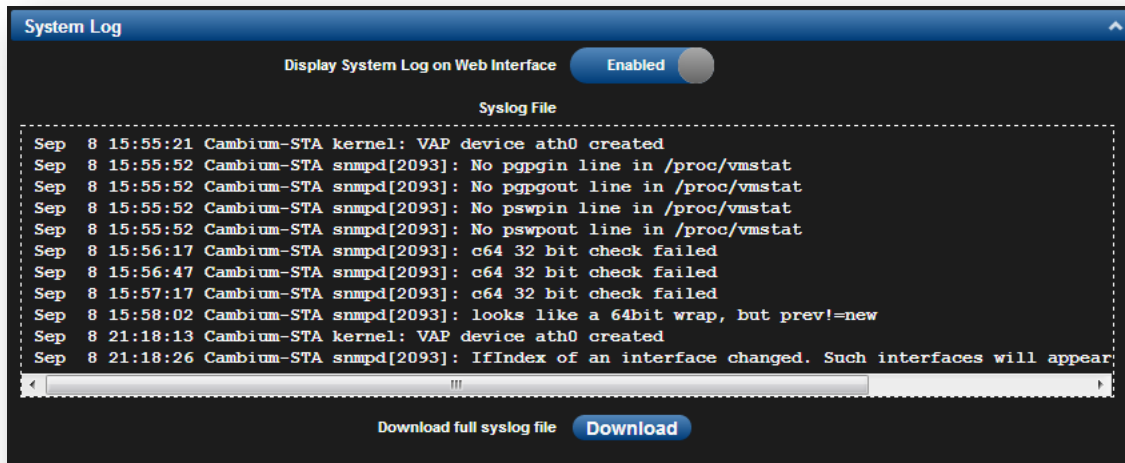 System Log
Display System Log on Web Interface Enabled
Syslog File
Sep  8 15:55:21 Cambium-STA kernel: VAP device ath0 created
Sep  8 15:55:52 Cambium-STA snmpd[2093]: No pgpgin line in /proc/vmstat
Sep  8 15:55:52 Cambium-STA snmpd[2093]: No pgpgout line in /proc/vmstat
Sep  8 15:55:52 Cambium-STA snmpd[2093]: No pswpin line in /proc/vmstat
Sep  8 15:55:52 Cambium-STA snmpd[2093]: No pswpout line in /proc/vmstat
Sep  8 15:56:17 Cambium-STA snmpd[2093]: c64 32 bit check failed
Sep  8 15:56:47 Cambium-STA snmpd[2093]: c64 32 bit check failed
Sep  8 15:57:17 Cambium-STA snmpd[2093]: c64 32 bit check failed
Sep  8 15:58:02 Cambium-STA snmpd[2093]: looks like a 64bit wrap, but prev!=new
Sep  8 21:18:13 Cambium-STA kernel: VAP device ath0 created
Sep  8 21:18:26 Cambium-STA snmpd[2093]: IfIndex of an interface changed. Such interfaces will appear
Download full syslog file Download